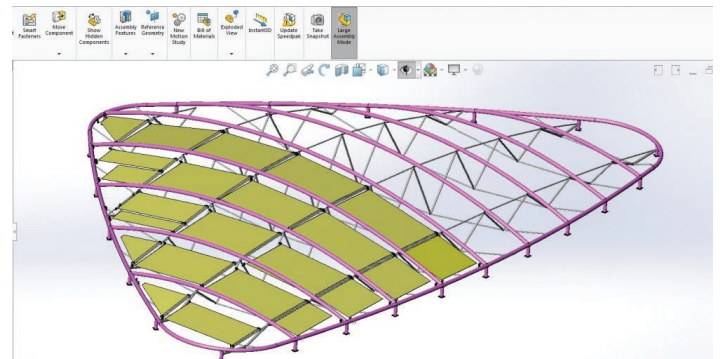 Smart Fasteners
Move Component
Show Hidden Components
Assembly Features
Reference Geometry
New Motion Study
Bill of Materials
Exploded View
Instant3D
Update Speedpak
Take Snapshot
Large Assembly Mode